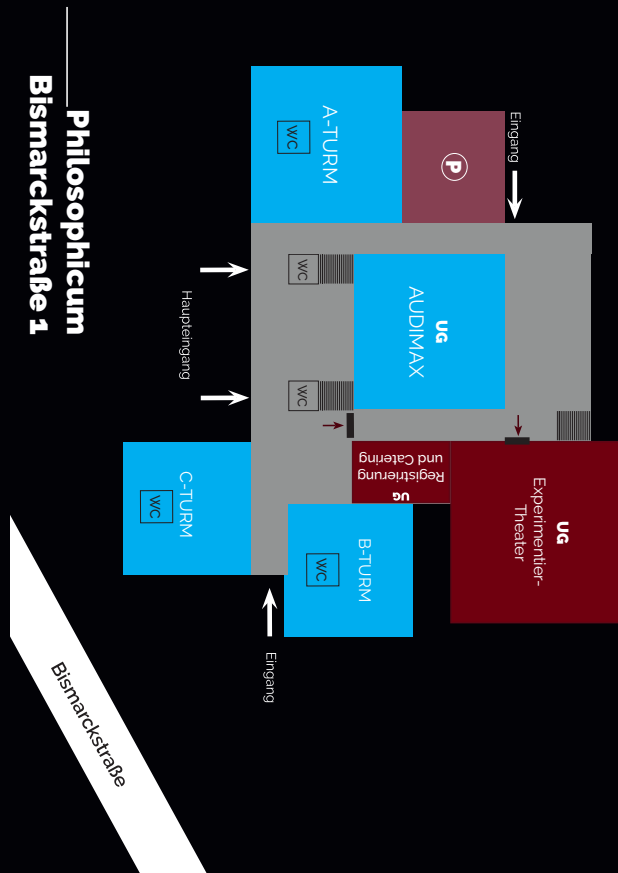 Philosophicum
Bismarckstraße 1
Eingang
P
A-TURM
WC
UG
AUDIMAX
WC
WC
Haupteingang
UG
Experimentier-
Theater
UG
Registrierung
und Catering
C-TURM
WC
B-TURM
WC
Eingang
Bismarckstraße